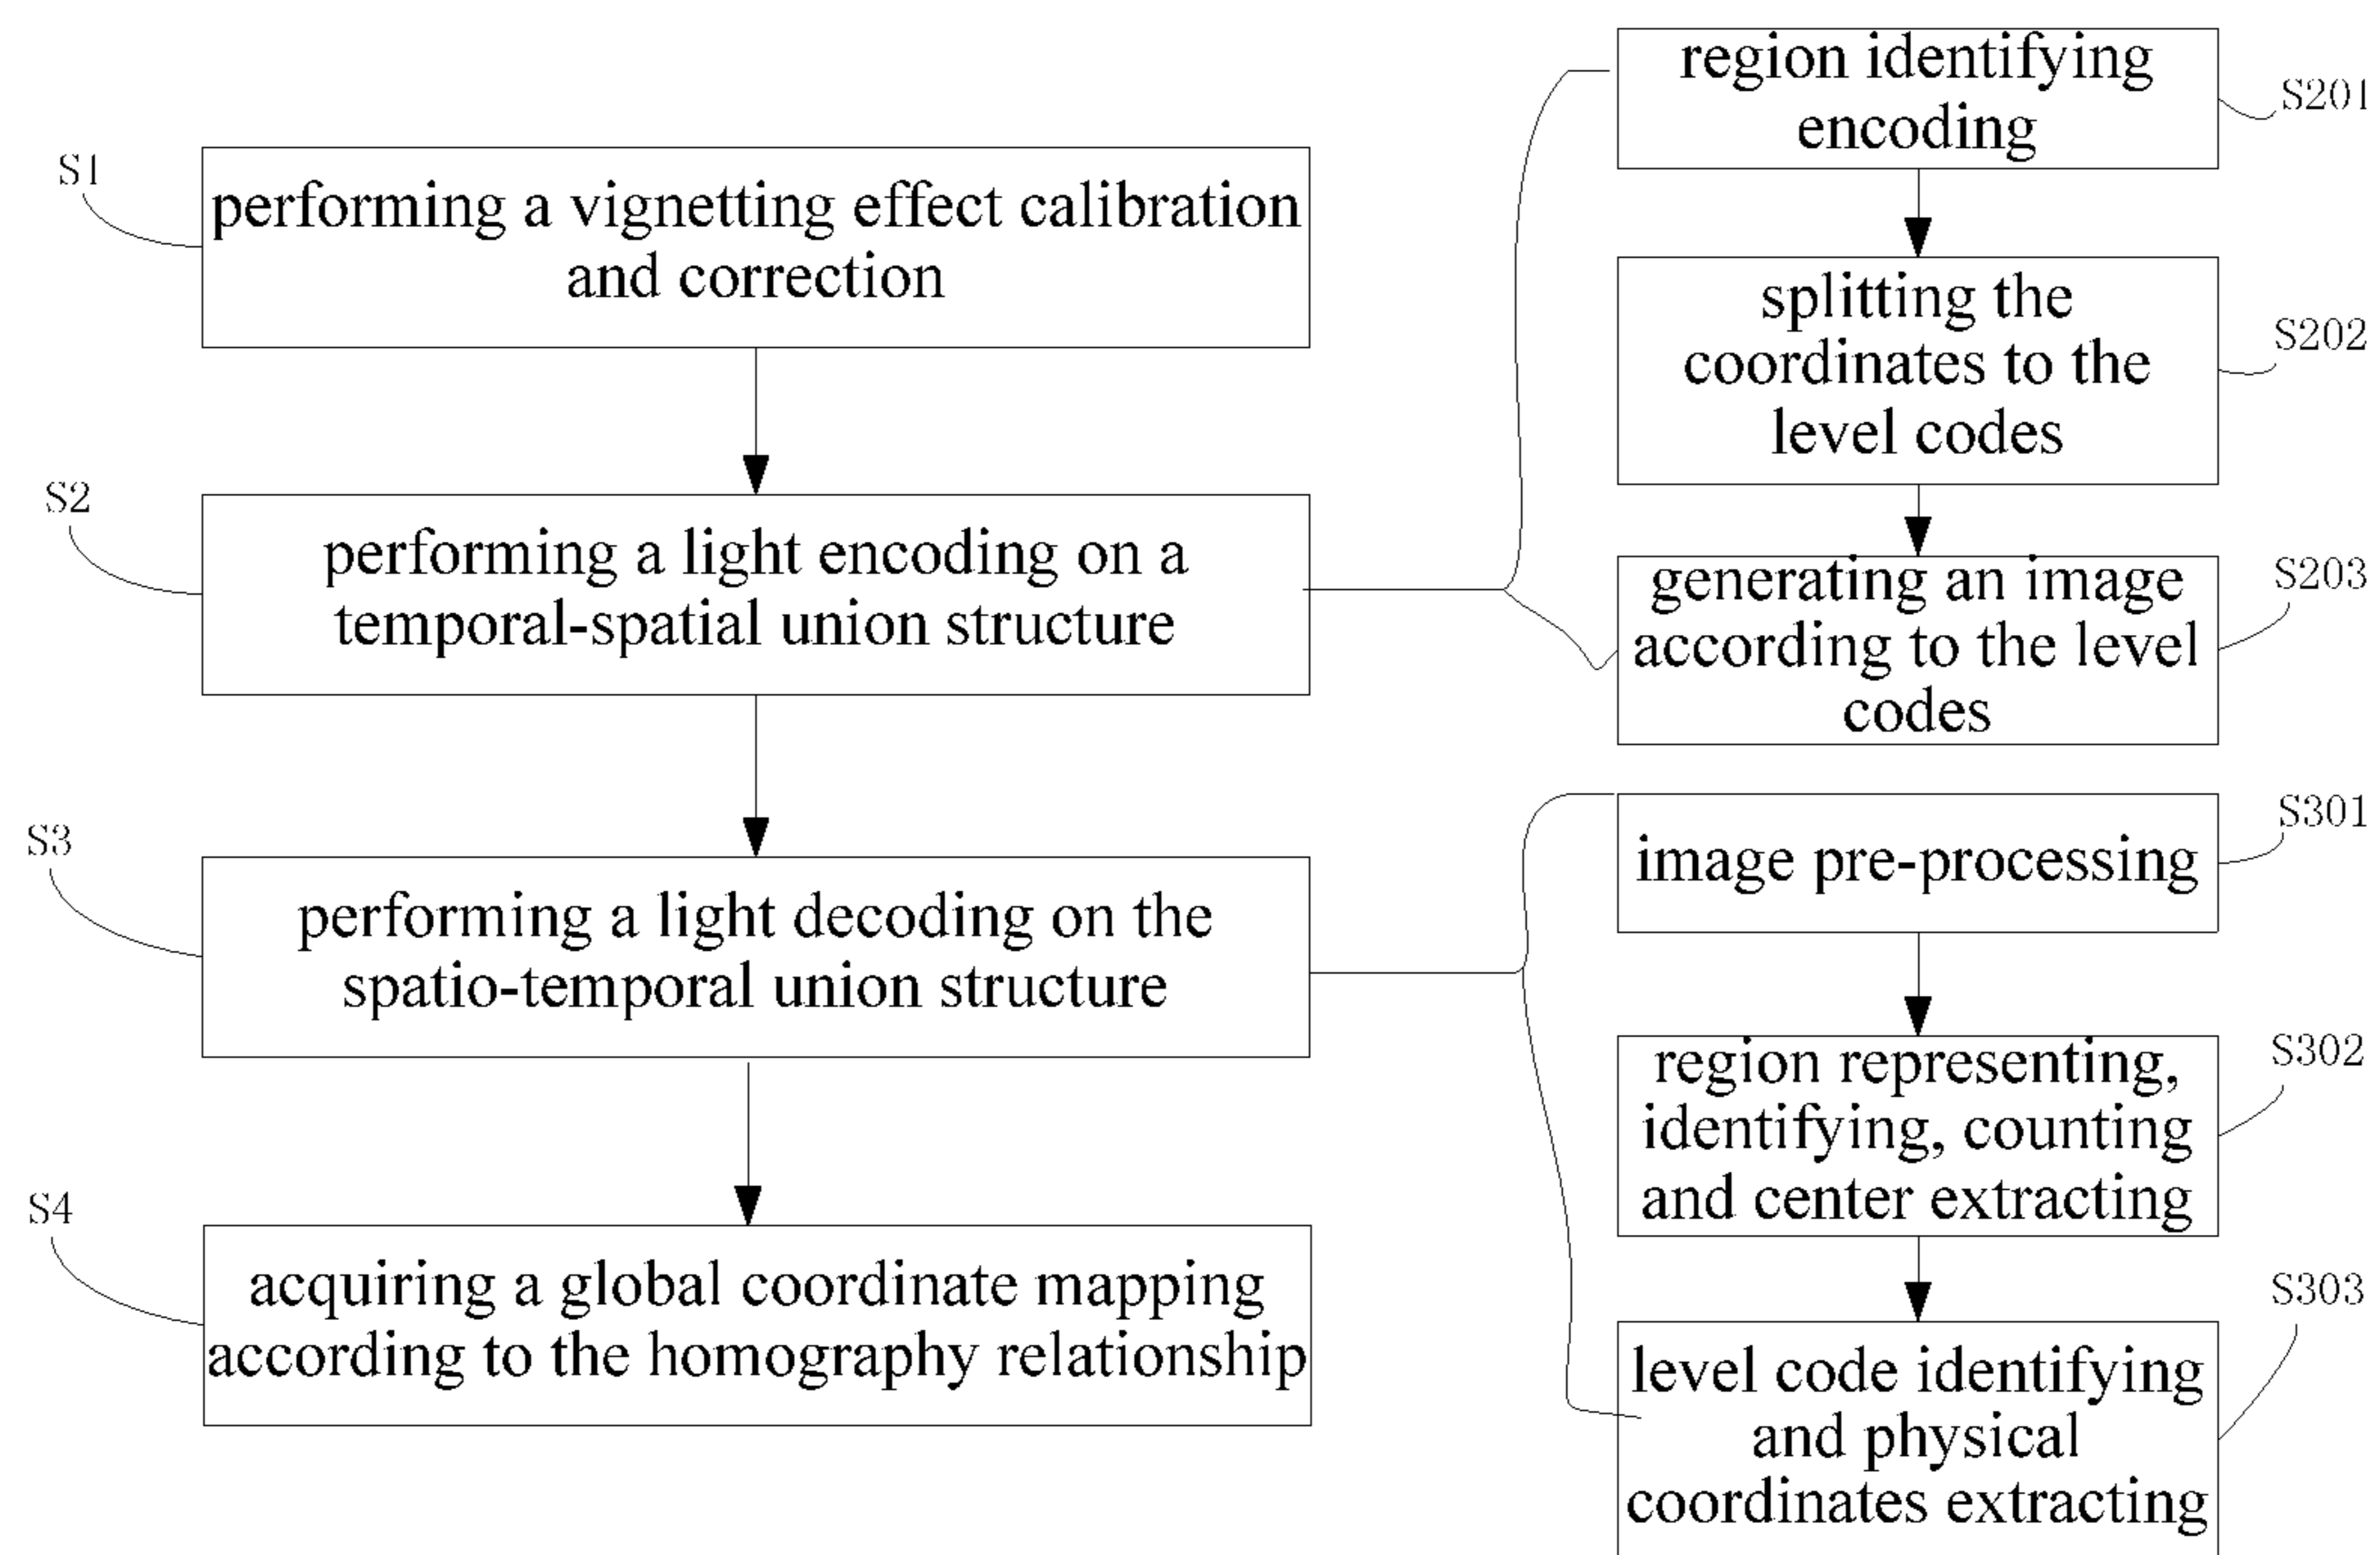 S1
performing a vignetting effect calibration
and correction
S2
performing a light encoding on a
temporal-spatial union structure
S3
performing a light decoding on the
spatio-temporal union structure
S4
acquiring a global coordinate mapping
according to the homography relationship
region identifying
encoding
S201
splitting the
coordinates to the
level codes
S202
generating an image
according to the level
codes
S203
image pre-processing
S301
region representing,
identifying, counting
and center extracting
S302
level code identifying
and physical
coordinates extracting
S303